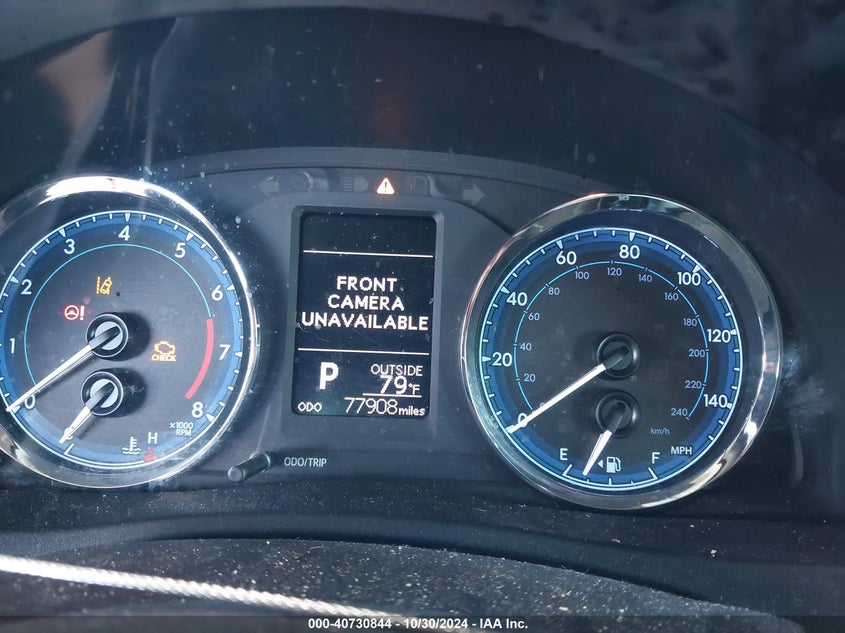 0 1 2 3 4 5 6 7 8
CHECK
x1000
RPM
H
FRONT
CAMERA
UNAVAILABLE
P OUTSIDE
79°F
ODO 77908 miles
ODO/TRIP
0 20 40 60 80 100 120 140
0 20 40 60 80 100 120 140 160 180 200 220 240
km/h
MPH
E F
000-40730844 - 10/30/2024 - IAA Inc.